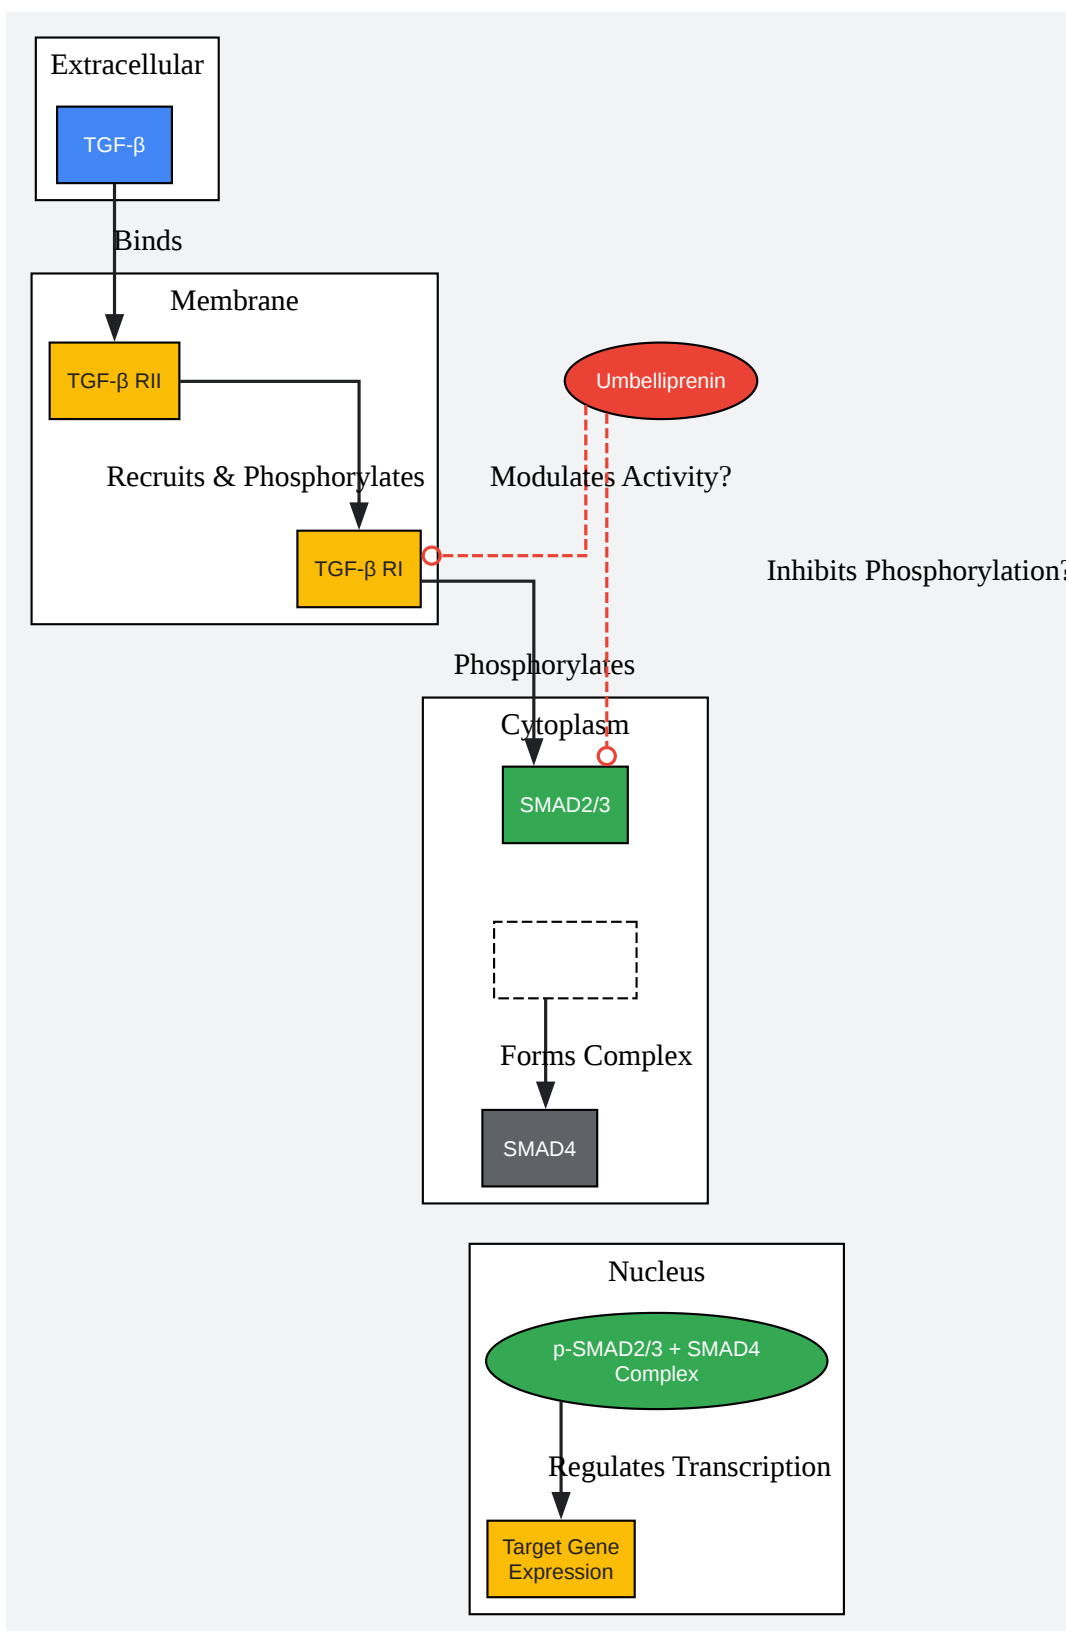 Extracellular
TGF-β
Binds
Membrane
TGF-β RII
Umbelliprenin
Recruits & Phosphorylates
Modulates Activity?
TGF-β RI
Inhibits Phosphorylation?
Phosphorylates
Cytoplasm
SMAD2/3
Forms Complex
SMAD4
Nucleus
p-SMAD2/3 + SMAD4
Complex
Regulates Transcription
Target Gene
Expression